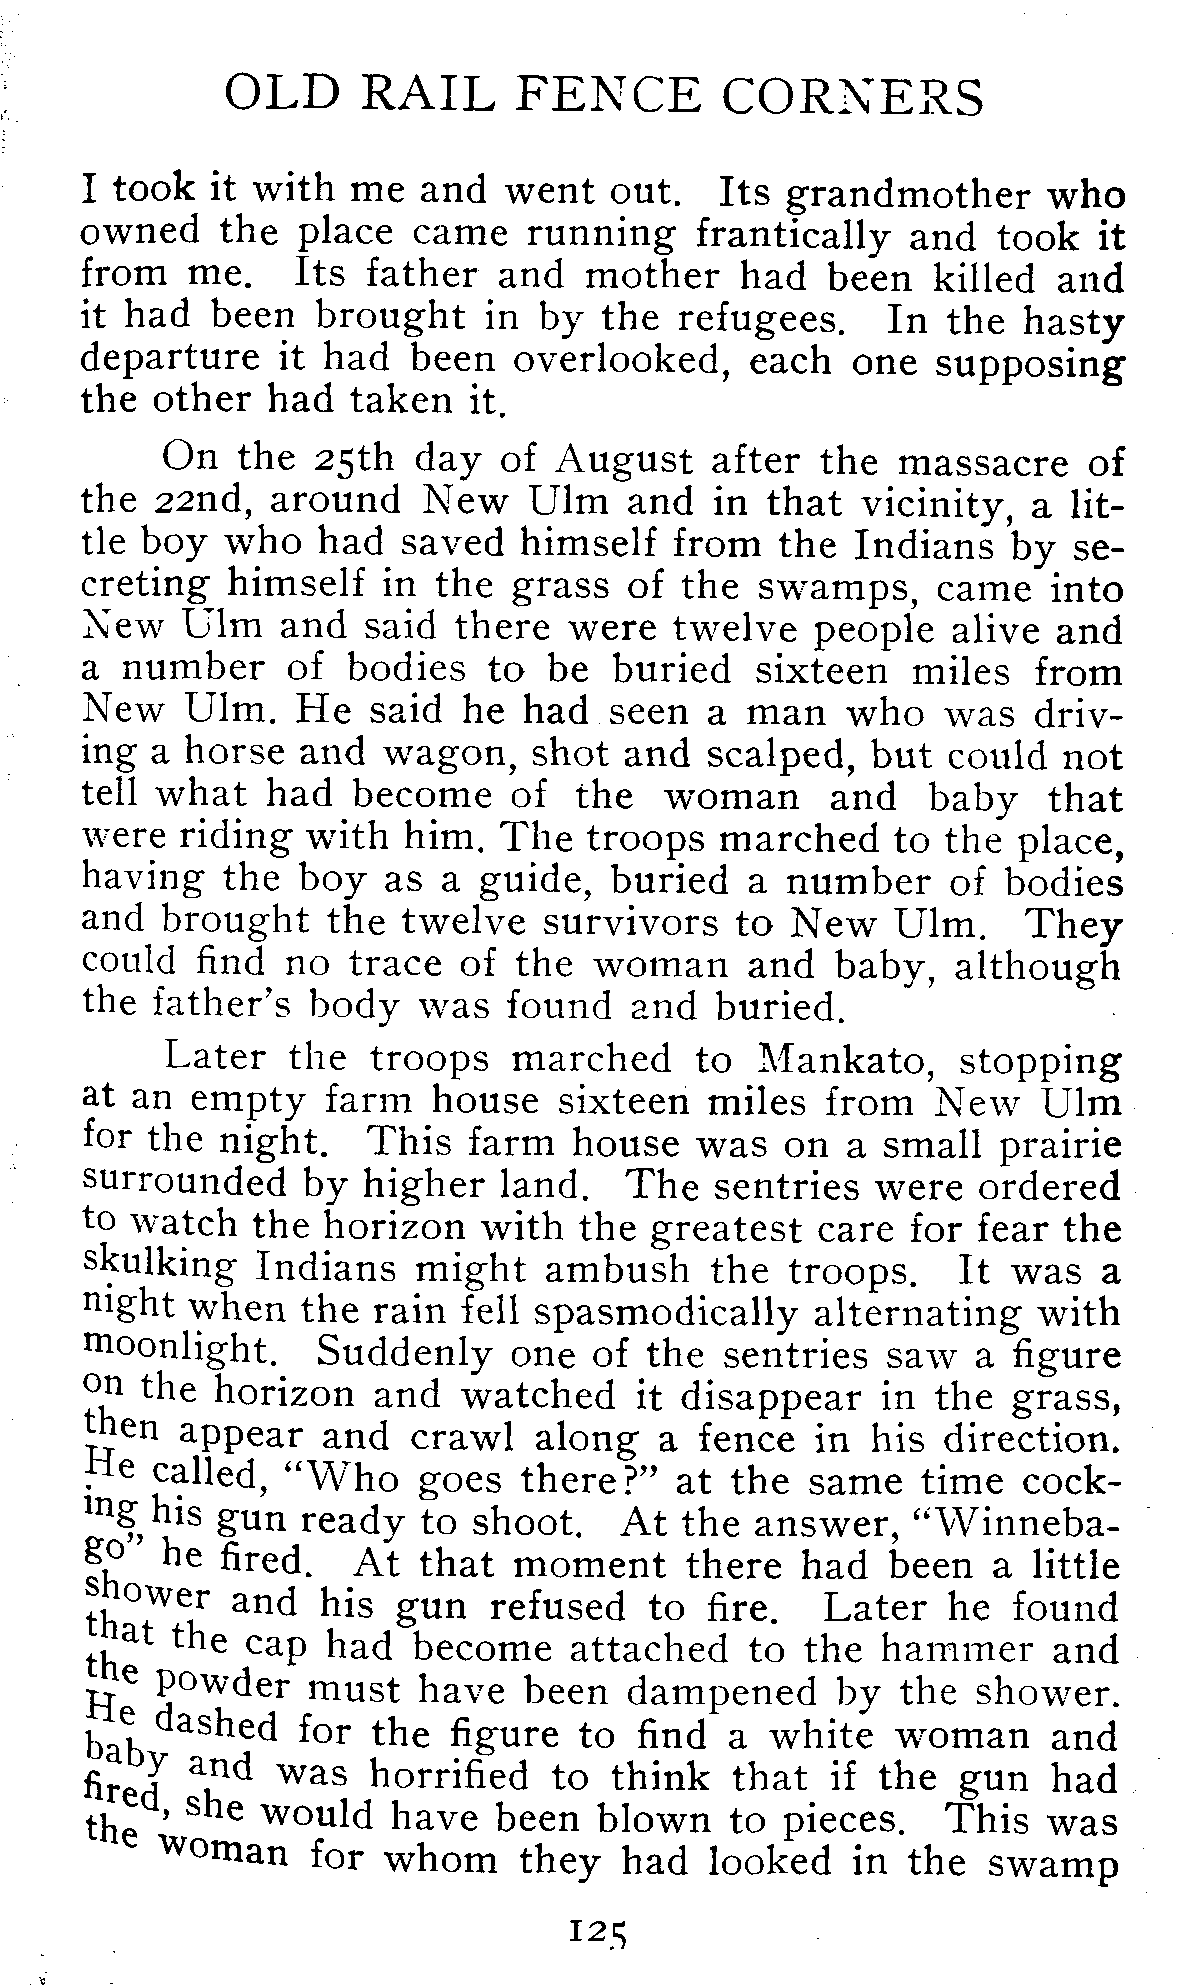 OLD RAIL FENCE CORNERS
I took it with me and went out. Its grandmother who
owned the place came running frantically and took it
from me. Its father and mother had been killed and
it had been brought in by the refugees. In the hasty
departure it had been overlooked, each one supposing
the other had taken it.
On the 25th day of August after the massacre of
the 22nd, around New Ulm and in that vicinity, a lit-
tle boy who had saved himself from the Indians by se-
creting himself in the grass of the swamps, came into
New Ulm and said there were twelve people alive and
a number of bodies to be buried sixteen miles from
New Ulm. He said he had seen a man who was driv-
ing a horse and wagon, shot and scalped, but could not
tell what had become of the woman and baby that
were riding with him. The troops marched to the place,
having the boy as a guide, buried a number of bodies
and brought the twelve survivors to New Ulm. They
could find no trace of the woman and baby, although
the father's body was found and buried.
Later the troops marched to Mankato, stopping
at an empty farm house sixteen miles from New Ulm
for the night. This farm house was on a small prairie
surrounded by higher land. The sentries were ordered
to watch the horizon with the greatest care for fear the
skulking Indians might ambush the troops. It was a
night when the rain fell spasmodically alternating with
moonlight. Suddenly one of the sentries saw a figure
on the horizon and watched it disappear in the grass,
then appear and crawl along a fence in his direction.
He called, "Who goes there?" at the same time cock-
ing his gun ready to shoot. At the answer, "Winneba-
go" he fired. At that moment there had been a little
shower and his gun refused to fire. Later he found
that the cap had become attached to the hammer and
the powder must have been dampened by the shower.
He dashed for the figure to find a white woman and
baby and was horrified to think that if the gun had
fired, she would have been blown to pieces. This was
the woman for whom they had looked in the swamp
125